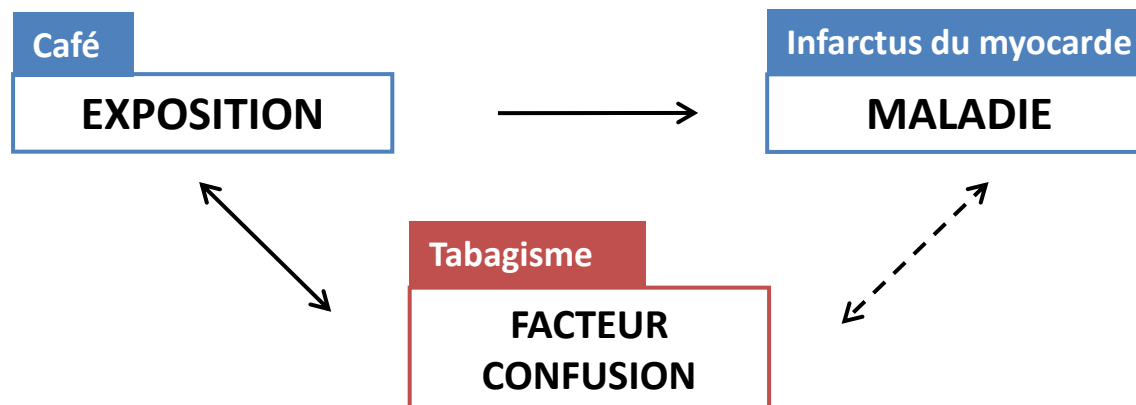 Café
EXPOSITION
Infarctus du myocarde
MALADIE
Tabagisme
FACTEUR
CONFUSION